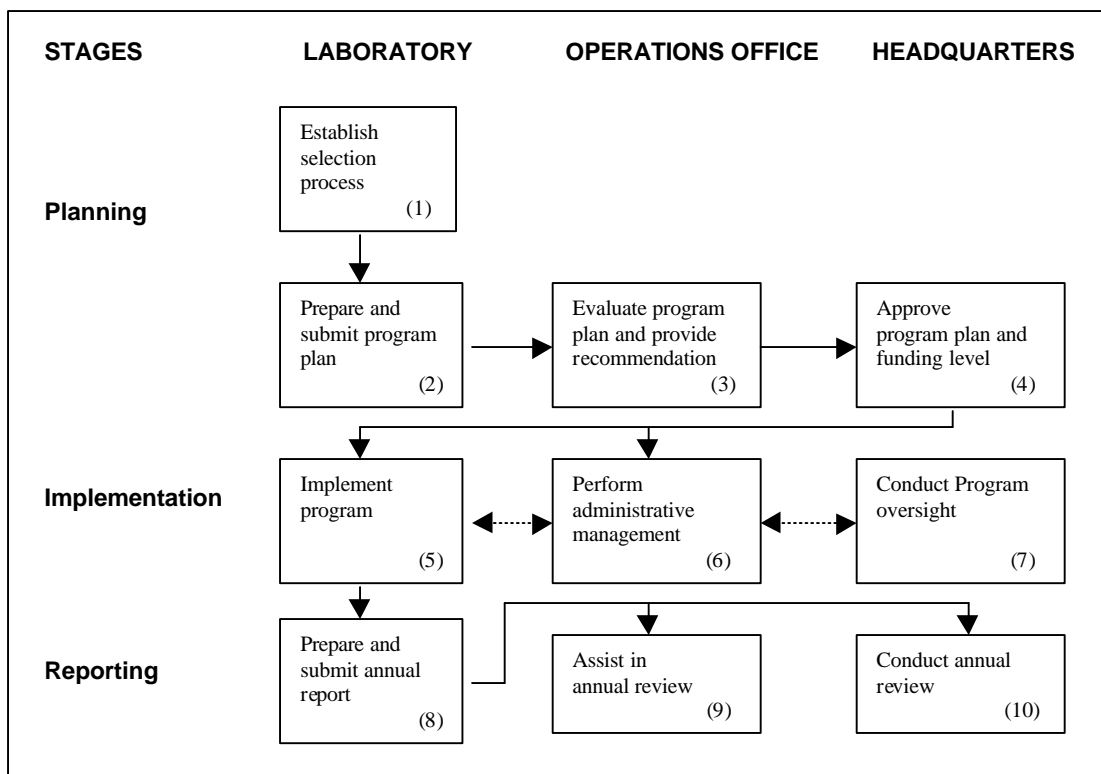 STAGES LABORATORY OPERATIONS OFFICE HEADQUARTERS
Establish
selection
process
(1)
Planning
Prepare and
submit program
plan
(2)
Evaluate program
plan and provide
recommendation
(3)
Approve
program plan and
funding level
(4)
Implementation
Implement
program
(5)
Perform
administrative
management
(6)
Conduct Program
oversight
(7)
Reporting
Prepare and
submit annual
report
(8)
Assist in
annual review
(9)
Conduct annual
review
(10)